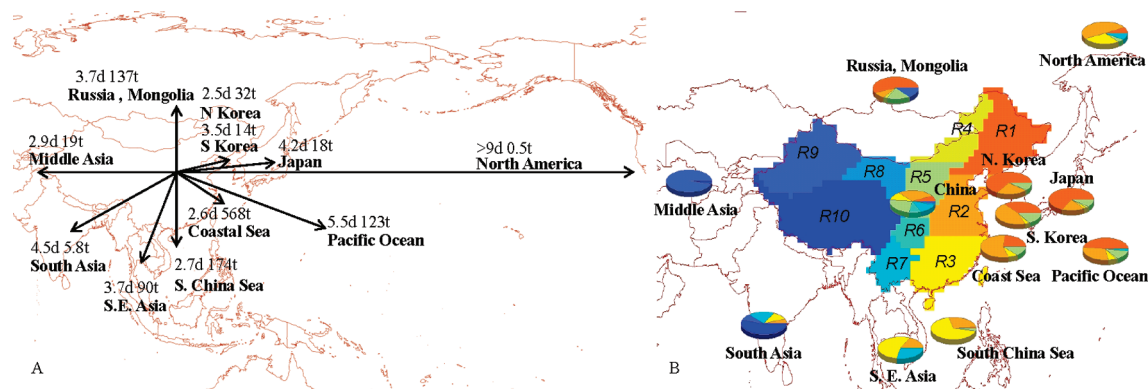 3.7d 137t
Russia , Mongolia
2.5d 32t
N Korea
3.5d 14t
S Korea
4.2d 18t
Japan
2.9d 19t
Middle Asia
>9d 0.5t
North America
2.6d 568t
Coastal Sea
5.5d 123t
Pacific Ocean
4.5d 5.8t
South Asia
2.7d 174t
S. China Sea
3.7d 90t
S.E. Asia
A
North America
Russia, Mongolia
R4
R1
R9
R8
R5
N. Korea
China
Japan
Middle Asia
R10
R2
R6
S. Korea
R7
R3
Coast Sea
Pacific Ocean
South Asia
S. E. Asia
South China Sea
B